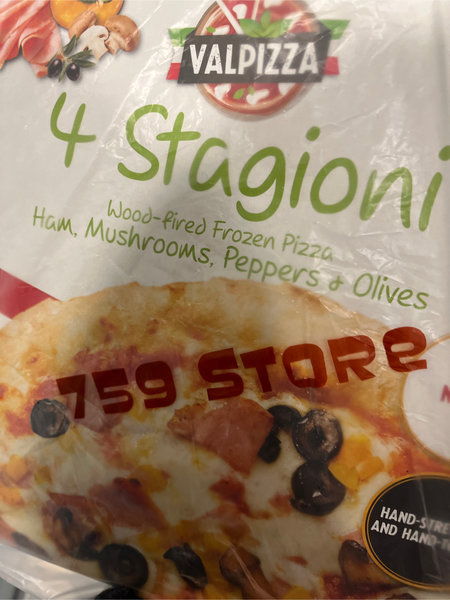 VALPIZZA
4 Stagioni
Wood-fired Frozen Pizza
Ham, Mushrooms, Peppers & Olives
759 STORE
HAND-STRE
AND HAND-T